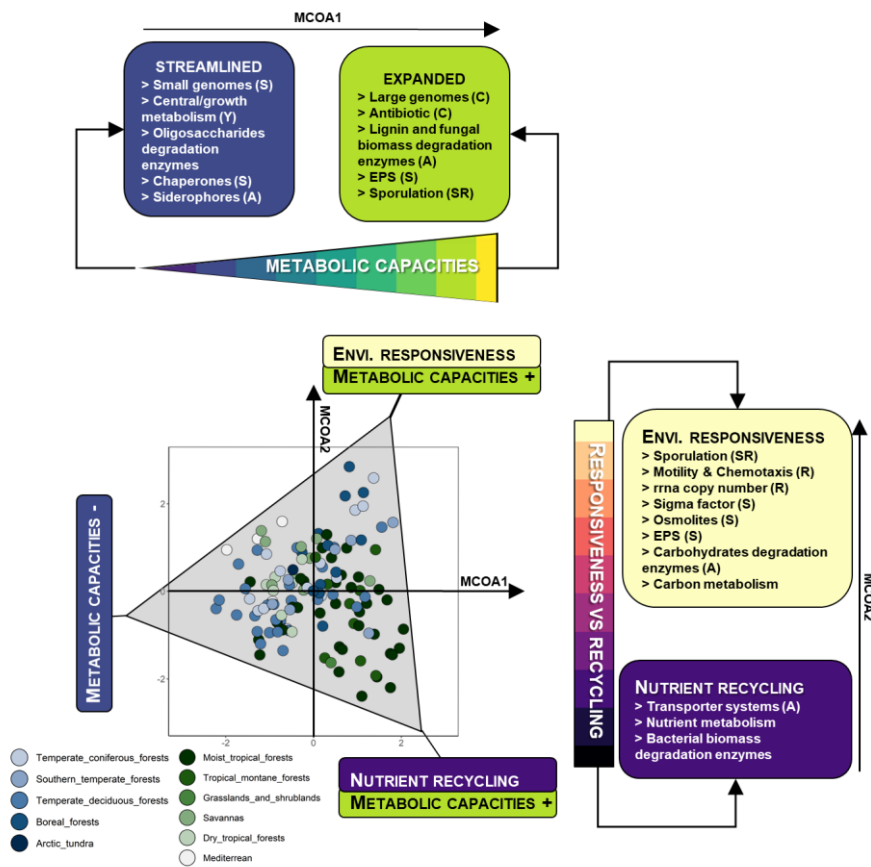 MCOA1
STREAMLINED
> Small genomes (S)
> Central/growth
metabolism (Y)
> Oligosaccharides
degradation
enzymes
> Chaperones (S)
> Siderophores (A)
EXPANDED
> Large genomes (C)
> Antibiotic (C)
> Lignin and fungal
biomass degradation
enzymes (A)
> EPS (S)
> Sporulation (SR)
METABOLIC CAPACITIES
ENVI. RESPONSIVENESS
METABOLIC CAPACITIES +
MCOA2
MCOA1
METABOLIC CAPACITIES -
2
0
-2
-2
0
2
NUTRIENT RECYCLING
METABOLIC CAPACITIES +
RESPONSIVENESS VS RECYCLING
ENVI. RESPONSIVENESS
> Sporulation (SR)
> Motility & Chemotaxis (R)
> rrna copy number (R)
> Sigma factor (S)
> Osmolites (S)
> EPS (S)
> Carbohydrates degradation
enzymes (A)
> Carbon metabolism
MCOA2
NUTRIENT RECYCLING
> Transporter systems (A)
> Nutrient metabolism
> Bacterial biomass
degradation enzymes
Temperate_coniferous_forests
Southern_temperate_forests
Temperate_deciduous_forests
Boreal_forests
Arctic_tundra
Moist_tropical_forests
Tropical_montane_forests
Grasslands_and_shrublands
Savannas
Dry_tropical_forests
Mediterrean